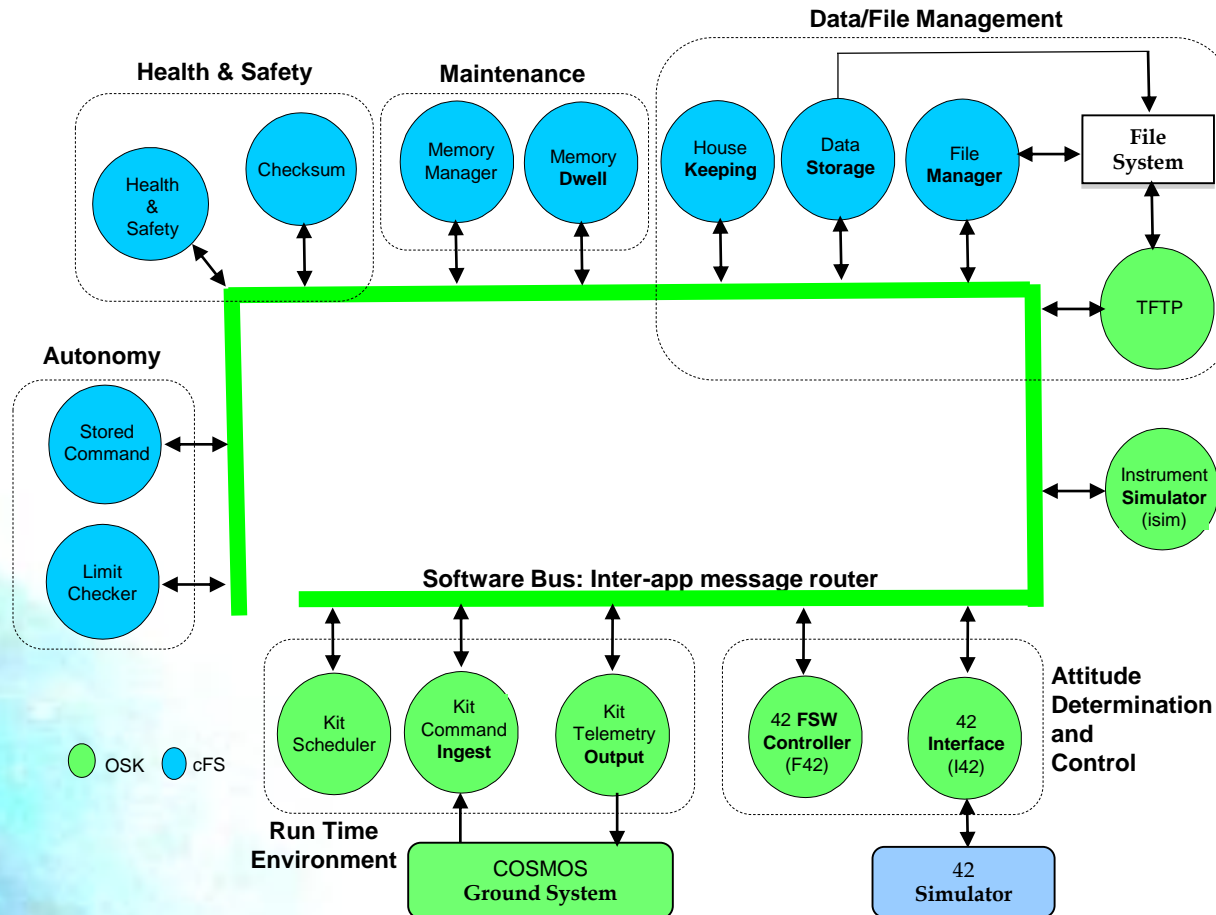 Data/File Management
Health & Safety
Maintenance
Health
&
Safety
Checksum
Memory
Manager
Memory
Dwell
House
Keeping
Data
Storage
File
Manager
File
System
TFTP
Autonomy
Stored
Command
Limit
Checker
Instrument
Simulator
(isim)
Software Bus: Inter-app message router
Kit
Scheduler
Kit
Command
Ingest
Kit
Telemetry
Output
42 FSW
Controller
(F42)
42
Interface
(I42)
Attitude
Determination
and
Control
OSK
cFS
Run Time
Environment
COSMOS
Ground System
42
Simulator